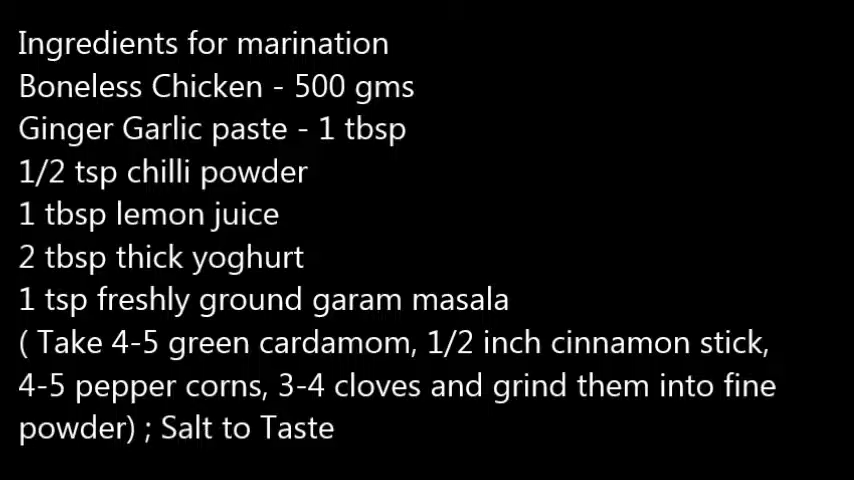 Ingredients for marination
Boneless Chicken - 500 gms
Ginger Garlic paste - 1 tbsp
1/2 tsp chilli powder
1 tbsp lemon juice
2 tbsp thick yoghurt
1 tsp freshly ground garam masala
( Take 4-5 green cardamom, 1/2 inch cinnamon stick,
4-5 pepper corns, 3-4 cloves and grind them into fine
powder) ; Salt to Taste